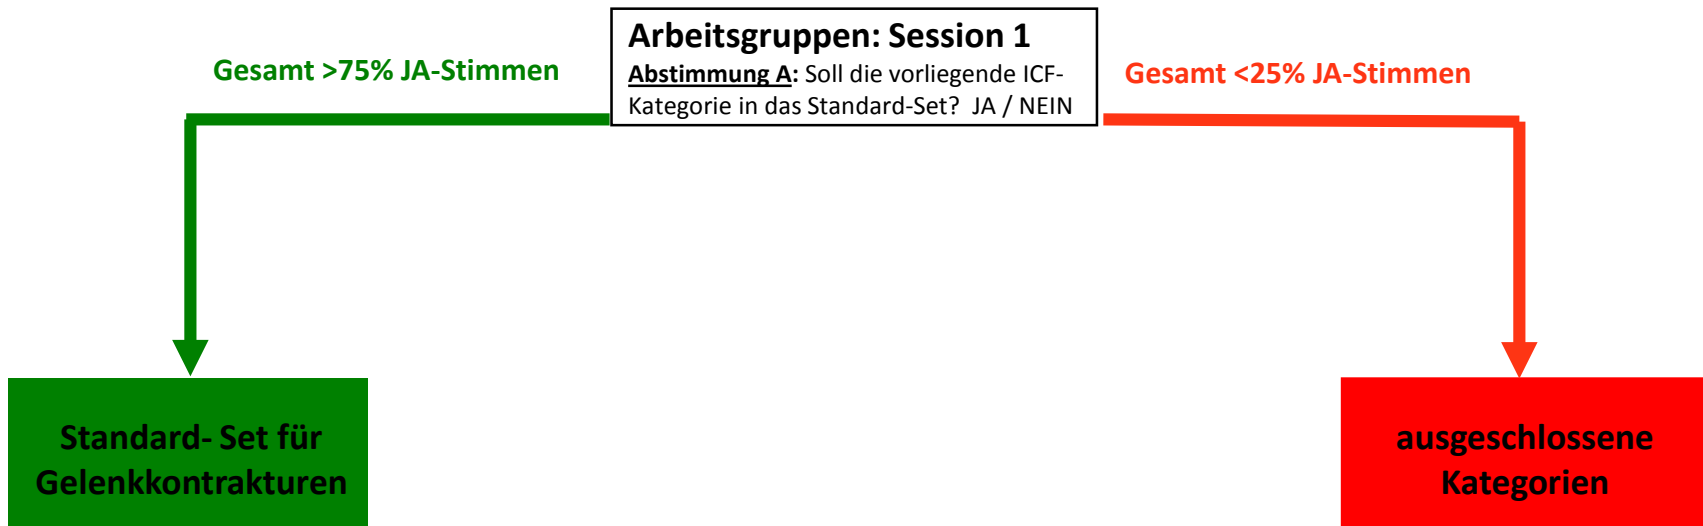 Arbeitsgruppen: Session 1
Abstimmung A: Soll die vorliegende ICF-
Kategorie in das Standard-Set? JA / NEIN
Gesamt >75% JA-Stimmen
Gesamt <25% JA-Stimmen
Standard- Set für
Gelenkkontrakturen
ausgeschlossene
Kategorien